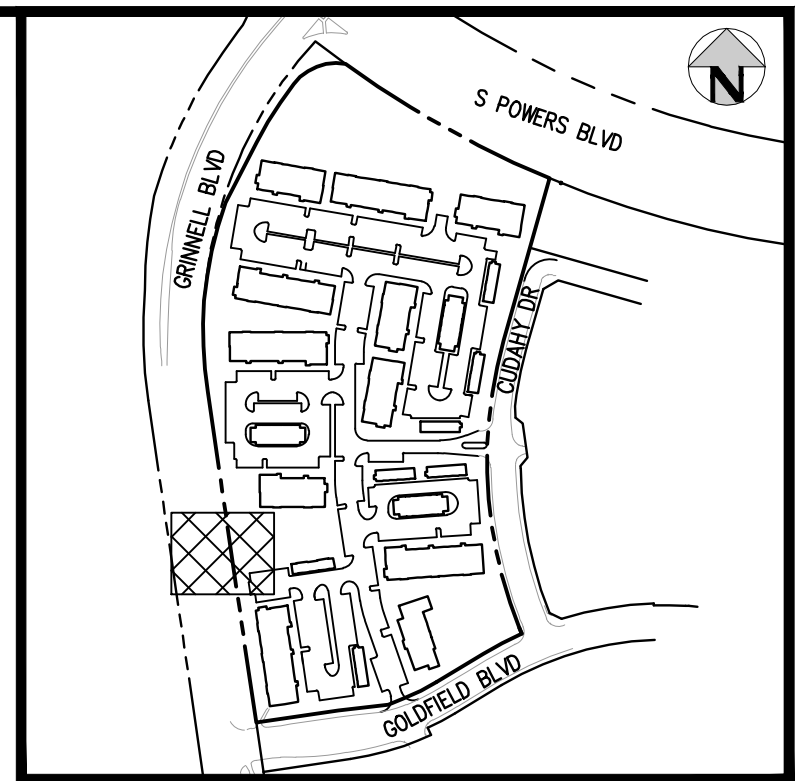 N
S POWERS BLVD
GRINNELL BLVD
CUDAHY DR
GOLDFIELD BLVD